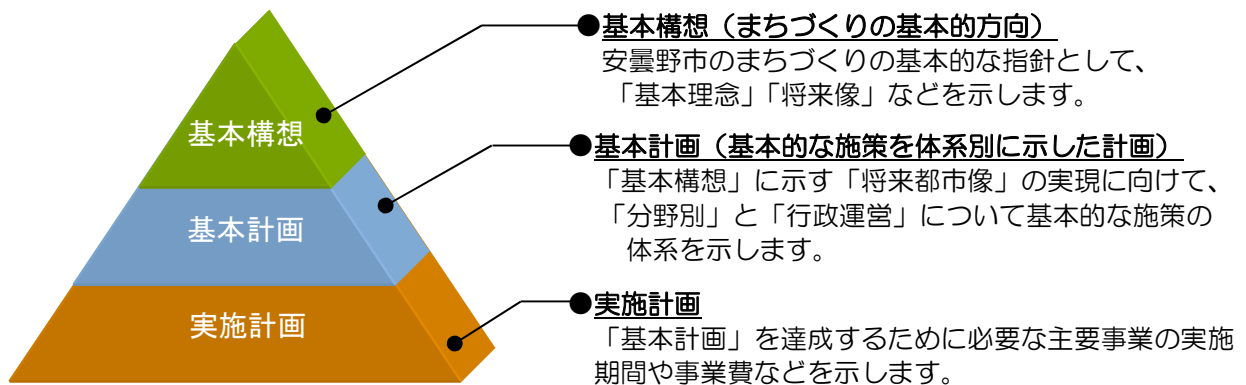 基本構想
基本計画
実施計画
●基本構想（まちづくりの基本的方向）
安曇野市のまちづくりの基本的な指針として、
「基本理念」「将来像」などを示します。
●基本計画（基本的な施策を体系別に示した計画）
「基本構想」に示す「将来都市像」の実現に向けて、
「分野別」と「行政運営」について基本的な施策の
体系を示します。
●実施計画
「基本計画」を達成するために必要な主要事業の実施
期間や事業費などを示します。